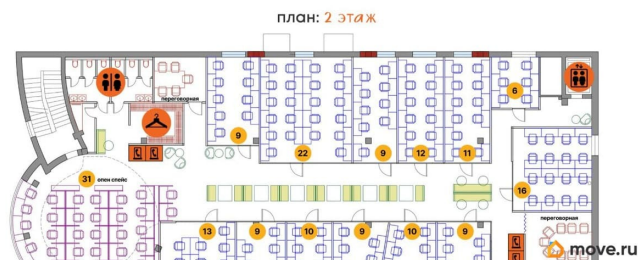 план: 2 этаж
переговорная
6
9
22
9
12
11
31 опен спейс
16
переговорная
13
9
10
9
10
9
move.ru